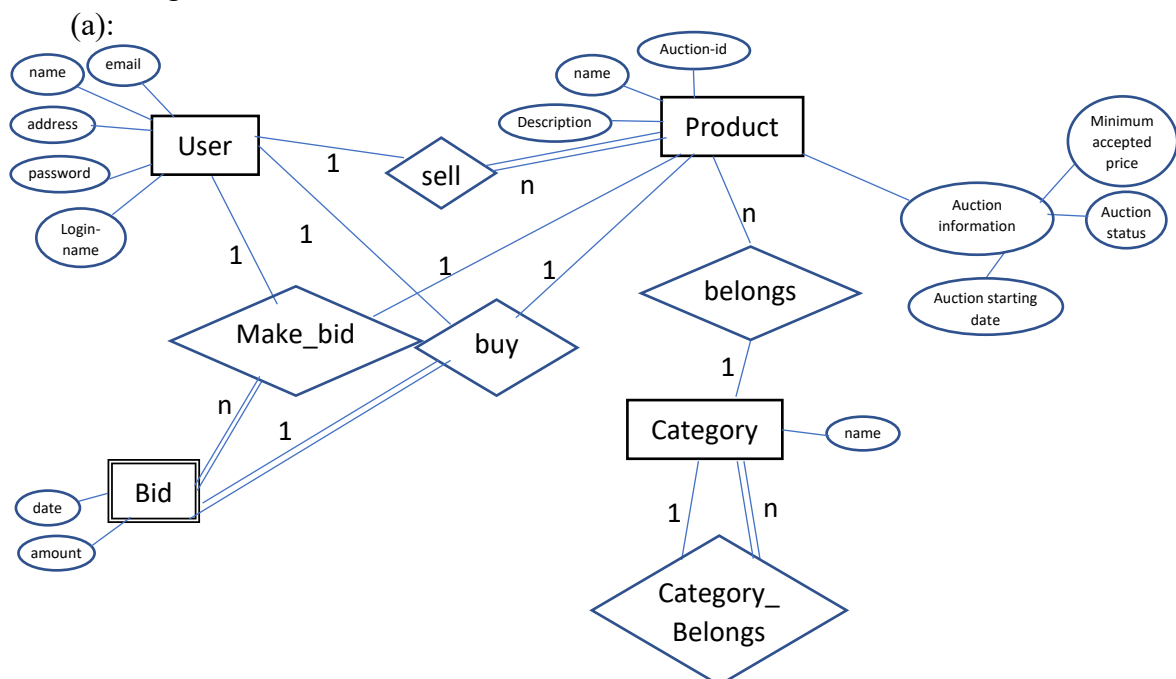 (a):
Auction-id
email
name
name
Minimum
accepted
price
address
Description
User
Product
1
sell
n
password
Auction
information
Auction
status
Login-
name
n
1
1
1
1
belongs
Auction starting
date
Make_bid
buy
1
n
1
Category
name
Bid
date
amount
1
n
Category_
Belongs